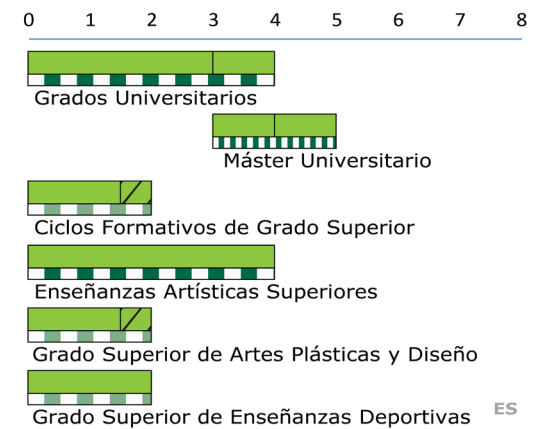 0 1 2 3 4 5 6 7 8
Grados Universitarios
Máster Universitario
Ciclos Formativos de Grado Superior
Enseñanzas Artísticas Superiores
Grado Superior de Artes Plásticas y Diseño
Grado Superior de Enseñanzas Deportivas
ES